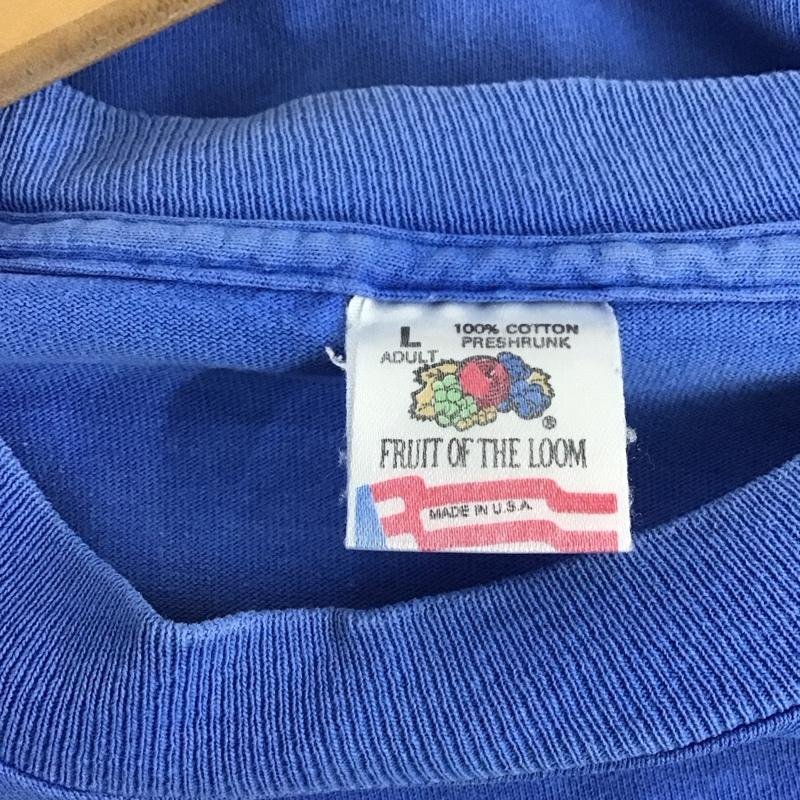 L
ADULT
100% COTTON
PRESHRUNK
®
FRUIT OF THE LOOM
MADE IN U.S.A.